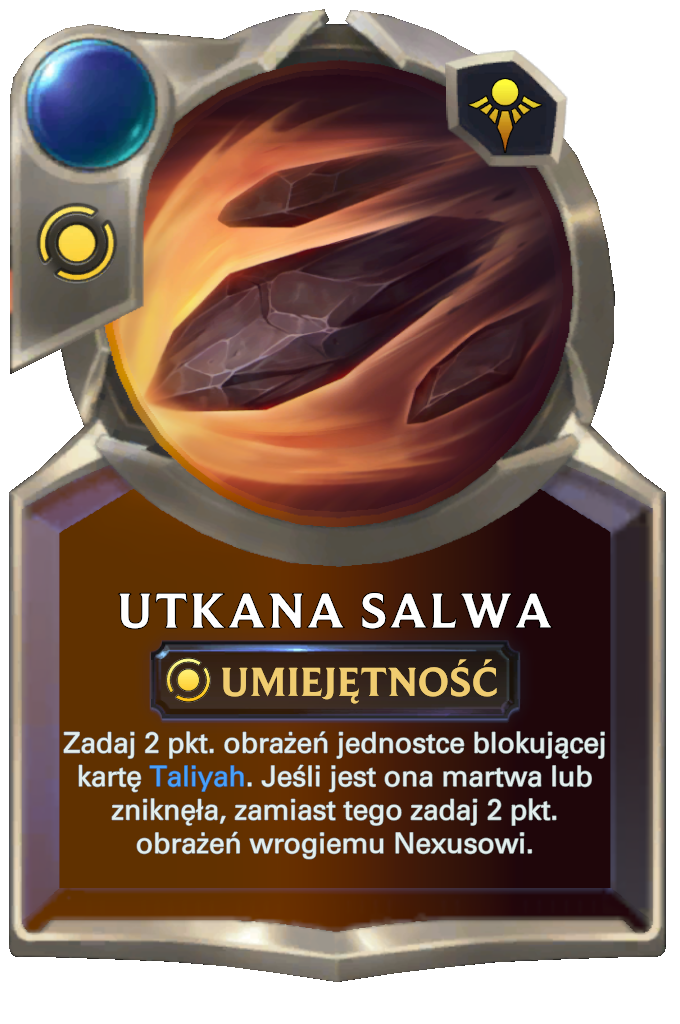 UTKANA SALWA
UMIEJĘTNOŚĆ
Zadaj 2 pkt. obrażeń jednostce blokującej
kartę Taliyah. Jeśli jest ona martwa lub
zniknęła, zamiast tego zadaj 2 pkt.
obrażeń wrogiemu Nexusowi.